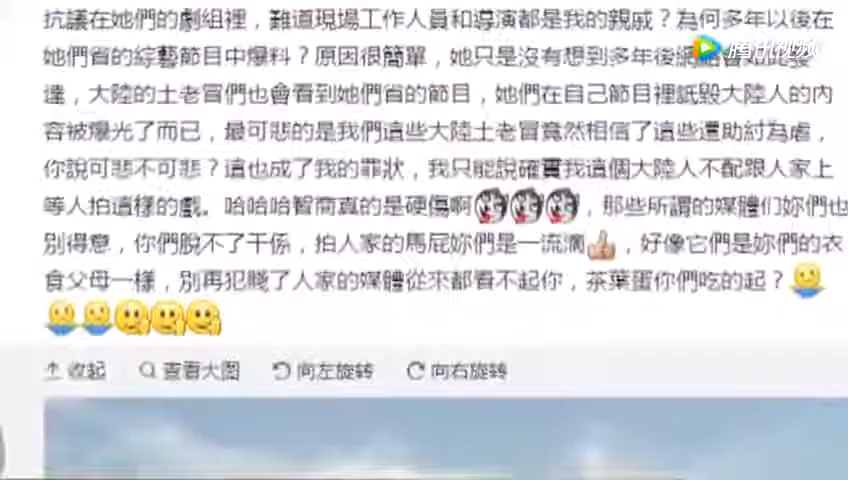 抗議在她們的劇組裡，難道現場工作人員和導演都是我的親戚？為何多年以後在
腾讯视频
她們省的綜藝節目中爆料？原因很簡單，她只是沒有想到多年後網絡會如此發
達，大陸的土老冒們也會看到她們省的節目，她們在自己節目裡詆毀大陸人的內
容被爆光了而已，最可悲的是我們這些大陸土老冒竟然相信了這些遭助紂為虐，
你說可悲不可悲？這也成了我的罪狀，我只能說確實我這個大陸人不配跟人家上
等人拍這樣的戲。哈哈哈智商真的是硬傷啊，那些所謂的媒體们妳們也
別得意，你們脫不了干係，拍人家的馬屁妳們是一流滴，好像它們是妳們的衣
食父母一樣，別再犯賤了人家的媒體從來都看不起你，茶葉蛋你們吃的起？
收起 查看大图 向左旋转 向右旋转